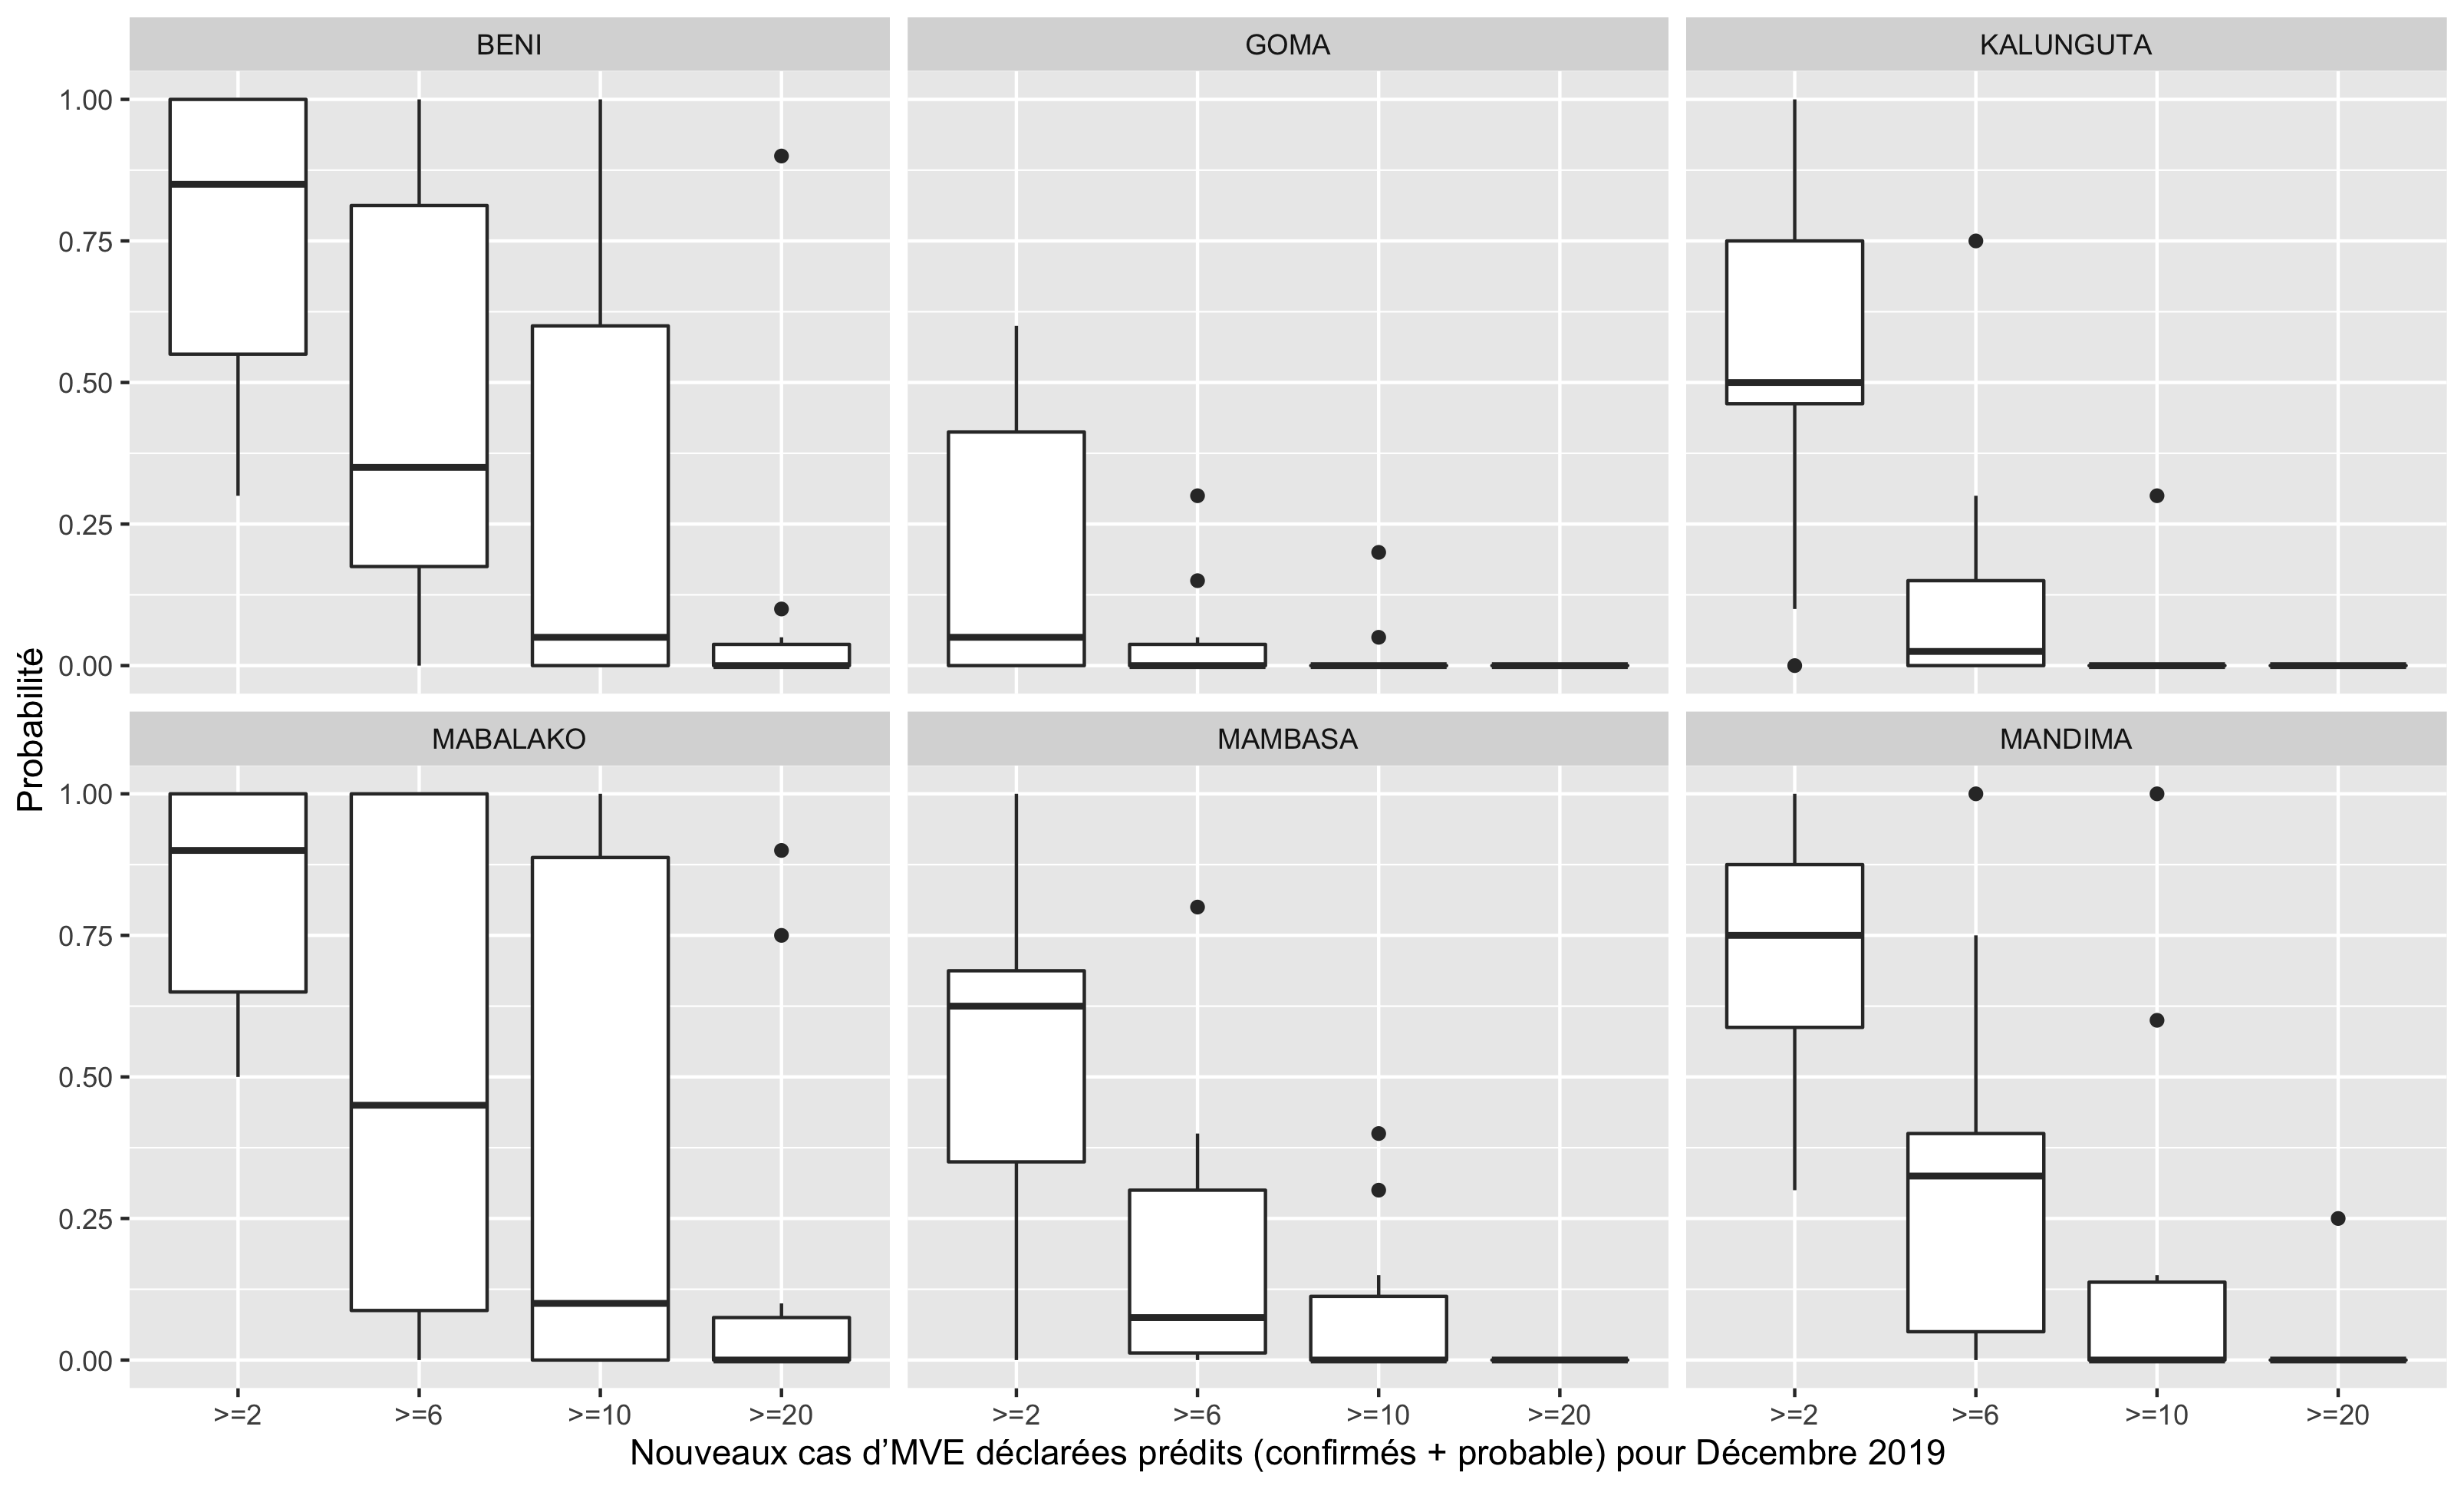 BENI
GOMA
KALUNGUTA
1.00
0.75
0.50
0.25
0.00
MABALAKO
MAMBASA
MANDIMA
1.00
0.75
0.50
0.25
0.00
>=2 >=6 >=10 >=20
>=2 >=6 >=10 >=20
>=2 >=6 >=10 >=20
Probabilité
Nouveaux cas d’MVE déclarées prédits (confirmés + probable) pour Décembre 2019